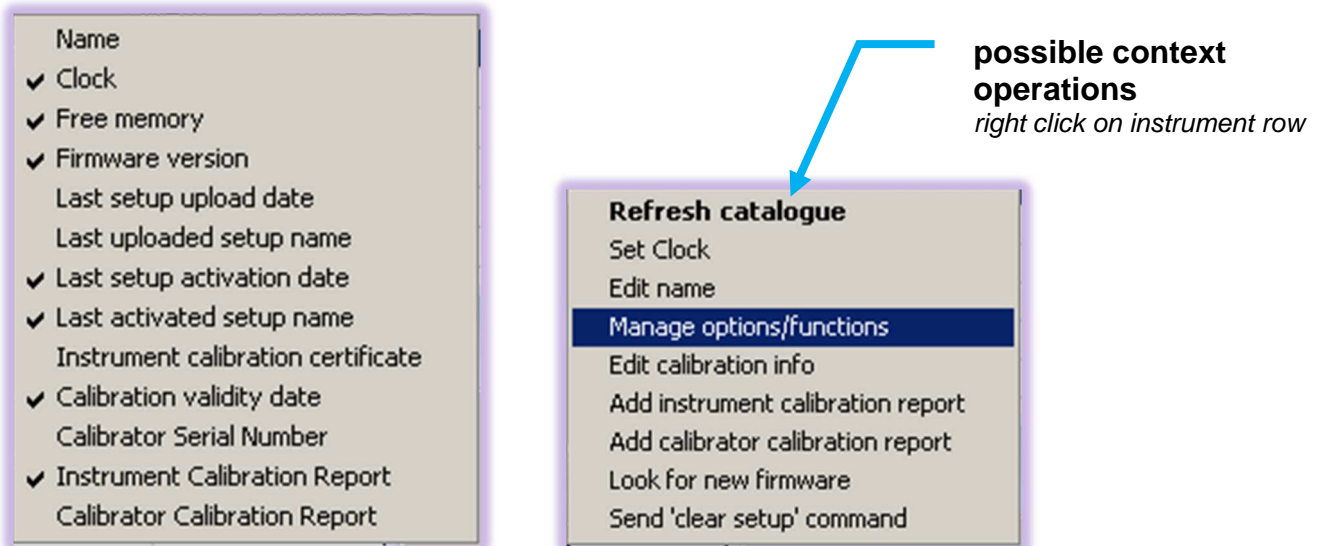 Name
Clock
Free memory
Firmware version
Last setup upload date
Last uploaded setup name
Last setup activation date
Last activated setup name
Instrument calibration certificate
Calibration validity date
Calibrator Serial Number
Instrument Calibration Report
Calibrator Calibration Report
possible context
operations
right click on instrument row
Refresh catalogue
Set Clock
Edit name
Manage options/functions
Edit calibration info
Add instrument calibration report
Add calibrator calibration report
Look for new firmware
Send 'clear setup' command